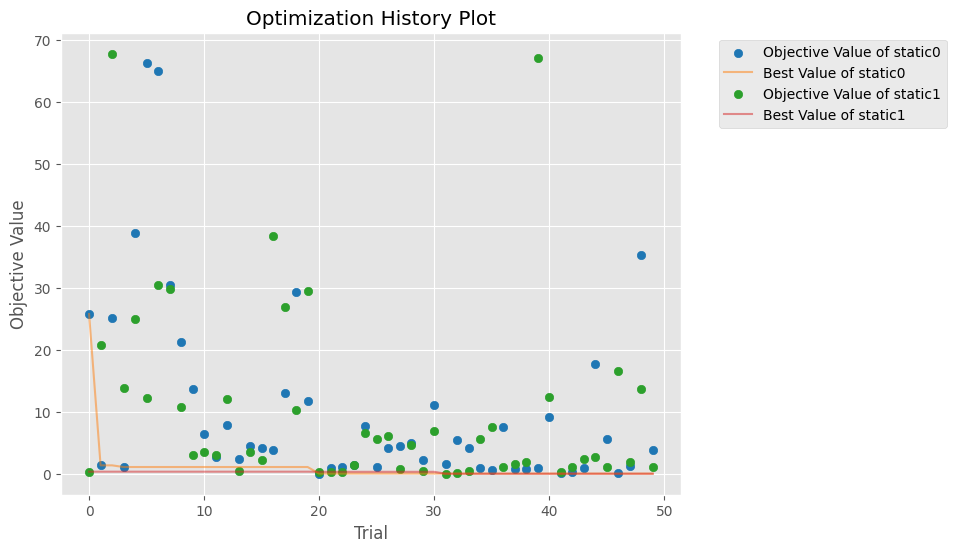 Optimization History Plot
Objective Value of static0
Best Value of static0
Objective Value of static1
Best Value of static1
Objective Value
70
60
50
40
30
20
10
0
0 10 20 30 40 50
Trial